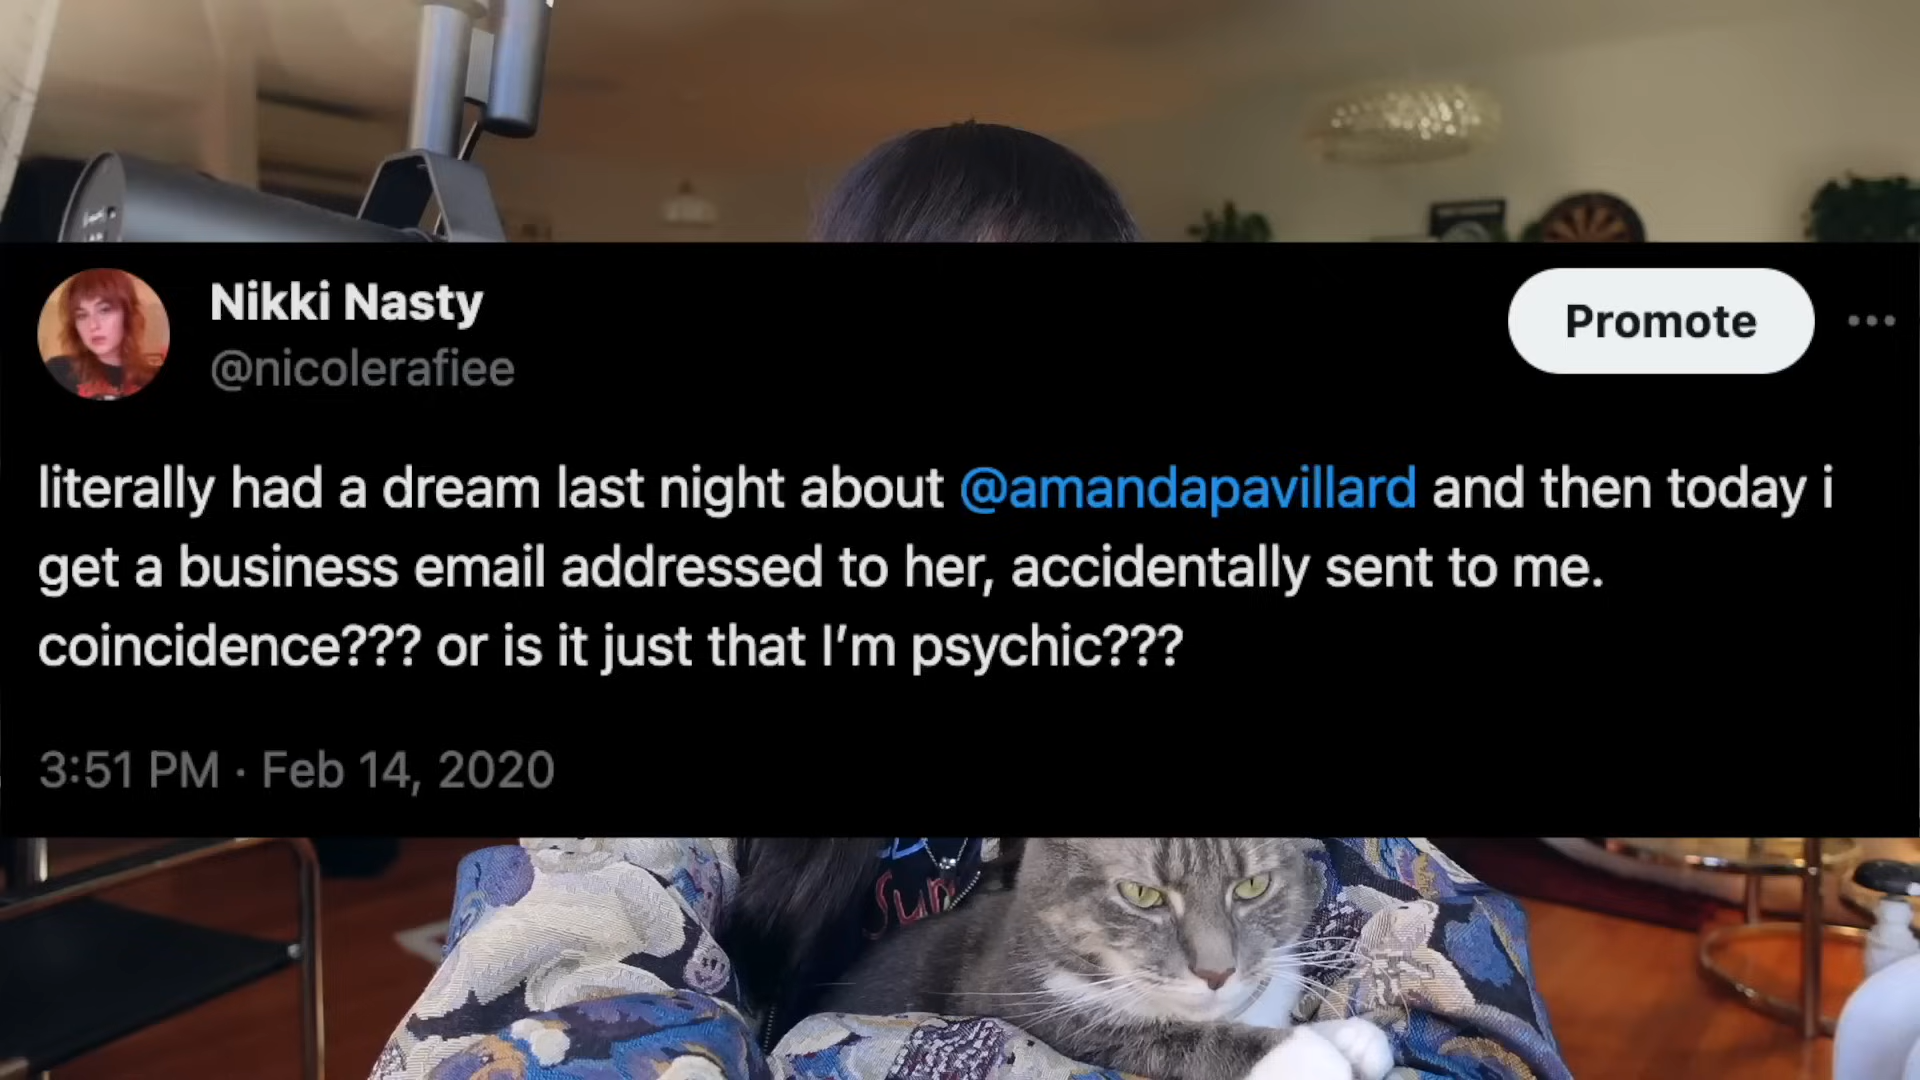 Nikki Nasty
@nicolerafiee
Promote
literally had a dream last night about @amandapavillard and then today i
get a business email addressed to her, accidentally sent to me.
coincidence??? or is it just that I'm psychic???
3:51 PM · Feb 14, 2020